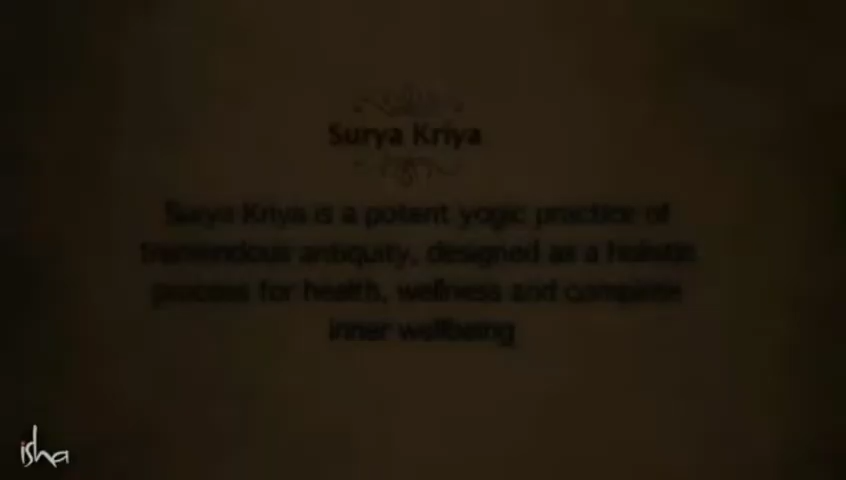 Surya Kriya
Surya Kriya is a potent yogic practice of
tremendous antiquity, designed as a holistic
process for health, wellness and complete
inner wellbeing
isha